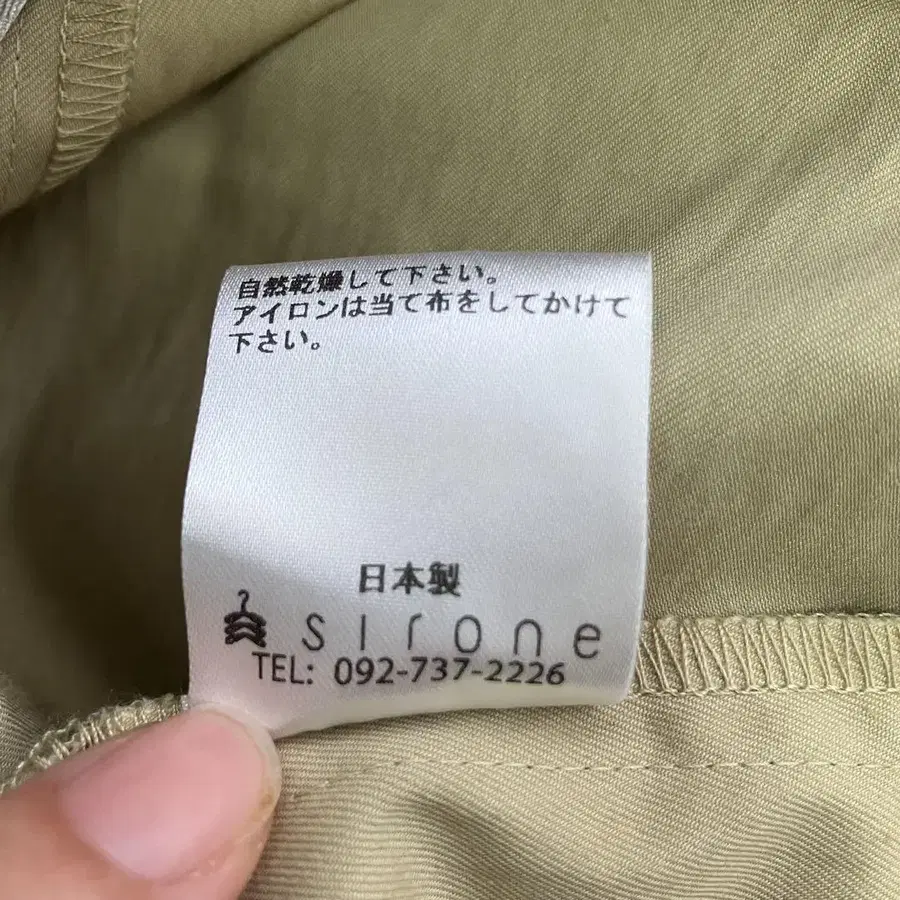 自然乾燥して下さい。
アイロンは当て布をしてかけて
下さい。
日本製
sirone
TEL: 092-737-2226